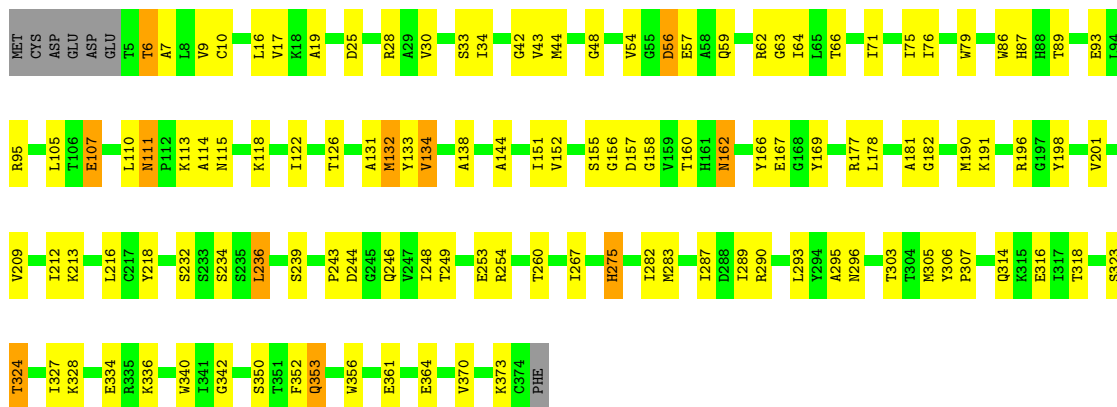 MET CYS ASP GLU ASP GLU T5 T6 A7 L8 V9 C10 L16 V17 K18 A19 D25 R28 A29 V30 S33 I34 G42 V43 M44 G48 V54 G55 D56 E57 A58 Q59 R62 G63 I64 L65 T66 I71 I75 I76 W79 W86 H87 H88 T89 E93 L94
R95 L105 T106 E107 L110 N111 P112 K113 A114 N115 K118 I122 T126 A131 M132 Y133 V134 A138 A144 I151 V152 S155 G156 D157 G158 V159 T160 H161 N162 Y166 E167 G168 Y169 R177 L178 A181 G182 M190 K191 R196 G197 Y198 V201
V209 I212 K213 L216 C217 Y218 S232 S233 S234 S235 L236 S239 P243 D244 G245 Q246 V247 I248 T249 E253 R254 T260 I267 H275 I282 M283 I287 D288 I289 R290 L293 Y294 A295 N296 T303 T304 M305 Y306 P307 Q314 K315 E316 I317 T318 S323
T324 I327 K328 E334 R335 K336 W340 I341 G342 S350 T351 F352 Q353 W356 E361 E364 V370 K373 C374 PHE